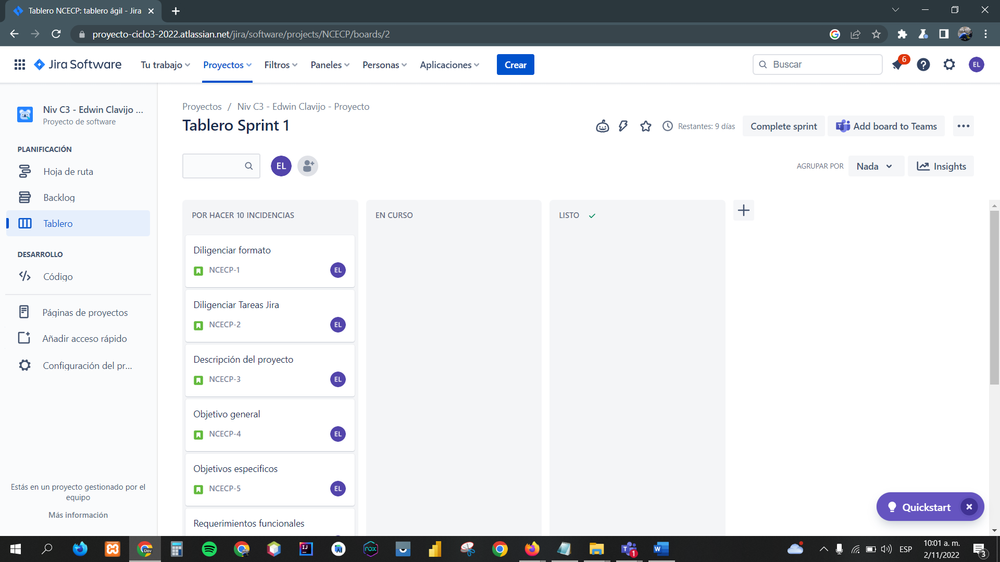 Tablero NCECP: tablero ágil - Jira
proyecto-ciclo3-2022.atlassian.net/jira/software/projects/NCECP/boards/2
Jira Software
Tu trabajo
Proyectos
Filtros
Paneles
Personas
Aplicaciones
Crear
Buscar
6
EL
Niv C3 - Edwin Clavijo ...
Proyecto de software
PLANIFICACIÓN
Hoja de ruta
Backlog
Tablero
DESARROLLO
Código
Páginas de proyectos
Añadir acceso rápido
Configuración del pr...
Estás en un proyecto gestionado por el
equipo
Más información
Proyectos / Niv C3 - Edwin Clavijo - Proyecto
Tablero Sprint 1
Restantes: 9 días
Complete sprint
Add board to Teams
EL
AGRUPAR POR
Nada
Insights
POR HACER 10 INCIDENCIAS
EN CURSO
LISTO
Diligenciar formato
NCECP-1
EL
Diligenciar Tareas Jira
NCECP-2
EL
Descripción del proyecto
NCECP-3
EL
Objetivo general
NCECP-4
EL
Objetivos especificos
NCECP-5
EL
Requerimientos funcionales
Quickstart
ESP
10:01 a. m.
2/11/2022
3